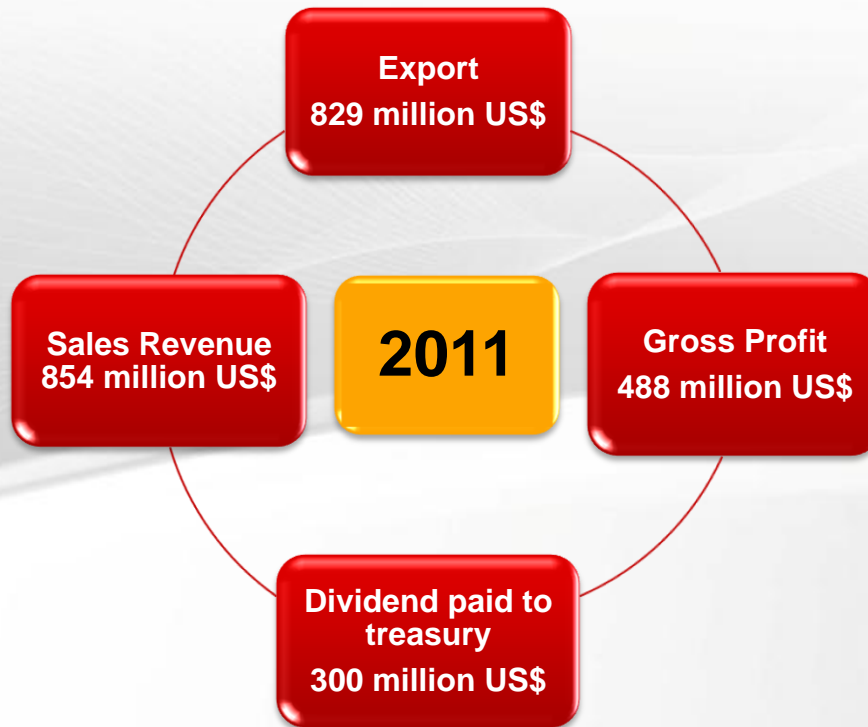 Export
829 million US$
Sales Revenue
854 million US$
2011
Gross Profit
488 million US$
Dividend paid to
treasury
300 million US$